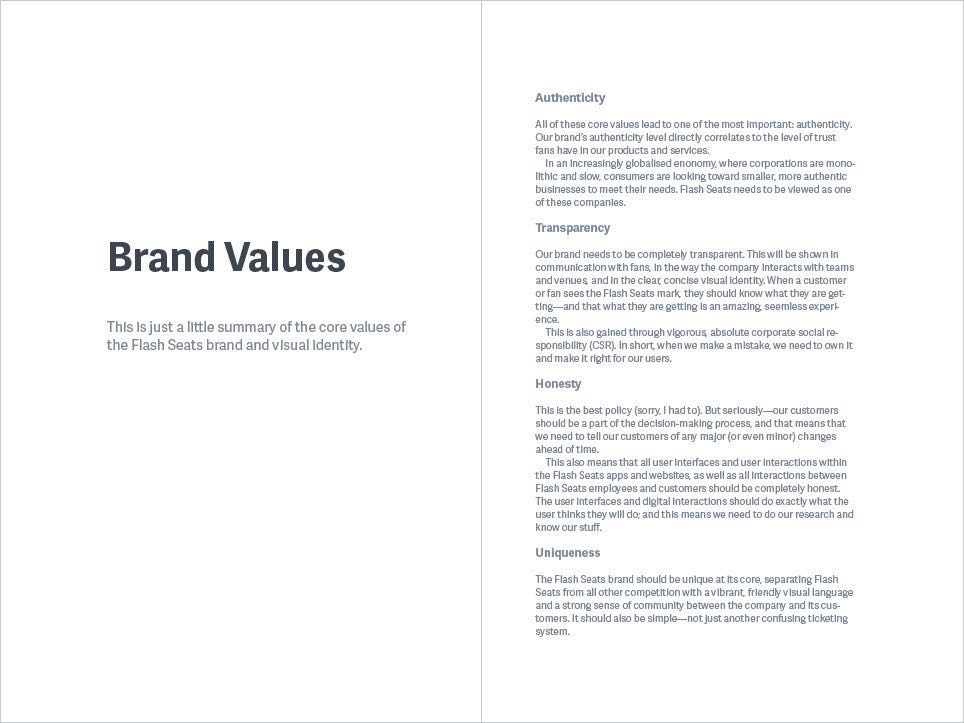 Brand Values
This is just a little summary of the core values of
the Flash Seats brand and visual identity.
Authenticity
All of these core values lead to one of the most important: authenticity.
Our brand's authenticity level directly correlates to the level of trust
fans have in our products and services.
In an increasingly globalised enonomy, where corporations are mono-
lithic and slow, consumers are looking toward smaller, more authentic
businesses to meet their needs. Flash Seats needs to be viewed as one
of these companies.
Transparency
Our brand needs to be completely transparent. This will be shown in
communication with fans, in the way the company interacts with teams
and venues, and in the clear, concise visual identity. When a customer
or fan sees the Flash Seats mark, they should know what they are get-
ting—and that what they are getting is an amazing, seemless experi-
ence.
This is also gained through vigorous, absolute corporate social re-
sponsibility (CSR). In short, when we make a mistake, we need to own it
and make it right for our users.
Honesty
This is the best policy (sorry, I had to). But seriously—our customers
should be a part of the decision-making process, and that means that
we need to tell our customers of any major (or even minor) changes
ahead of time.
This also means that all user interfaces and user interactions within
the Flash Seats apps and websites, as well as all interactions between
Flash Seats employees and customers should be completely honest.
The user interfaces and digital interactions should do exactly what the
user thinks they will do; and this means we need to do our research and
know our stuff.
Uniqueness
The Flash Seats brand should be unique at its core, separating Flash
Seats from all other competition with a vibrant, friendly visual language
and a strong sense of community between the company and its cus-
tomers. It should also be simple—not just another confusing ticketing
system.